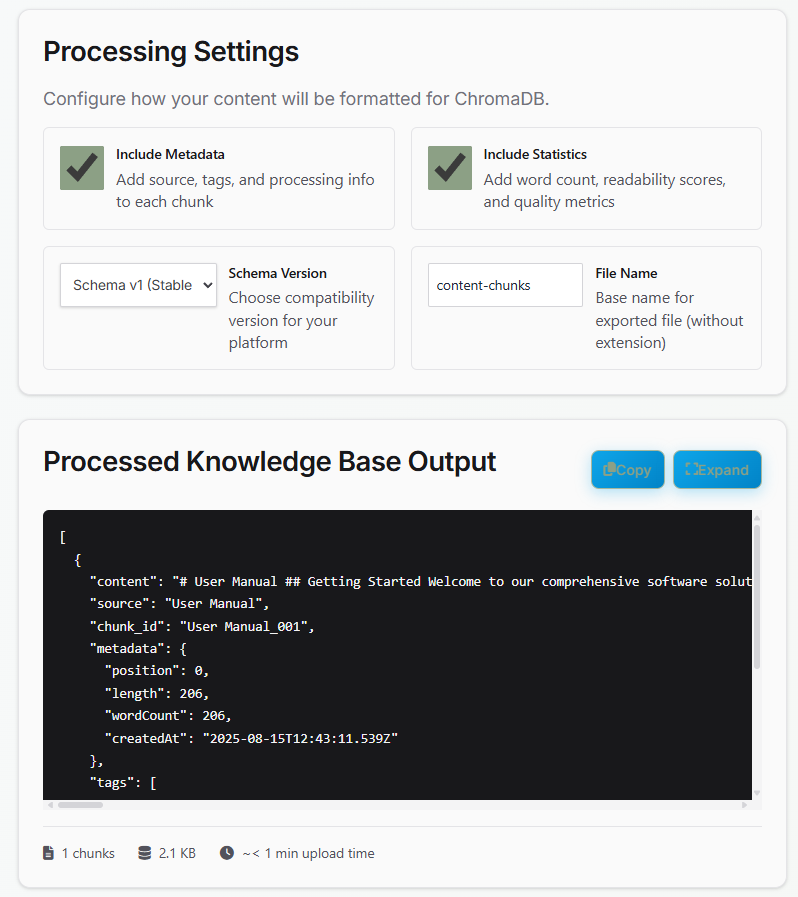 Processing Settings
Configure how your content will be formatted for ChromaDB.
Include Metadata
Add source, tags, and processing info
to each chunk
Include Statistics
Add word count, readability scores,
and quality metrics
Schema v1 (Stable
Schema Version
Choose compatibility
version for your
platform
content-chunks
File Name
Base name for
exported file (without
extension)
Processed Knowledge Base Output
Copy
Expand
[
{
"content": "# User Manual ## Getting Started Welcome to our comprehensive software solut
"source": "User Manual",
"chunk_id": "User Manual_001",
"metadata": {
"position": 0,
"length": 206,
"wordCount": 206,
"createdAt": "2025-08-15T12:43:11.539Z"
},
"tags": [
1 chunks
2.1 KB
~< 1 min upload time